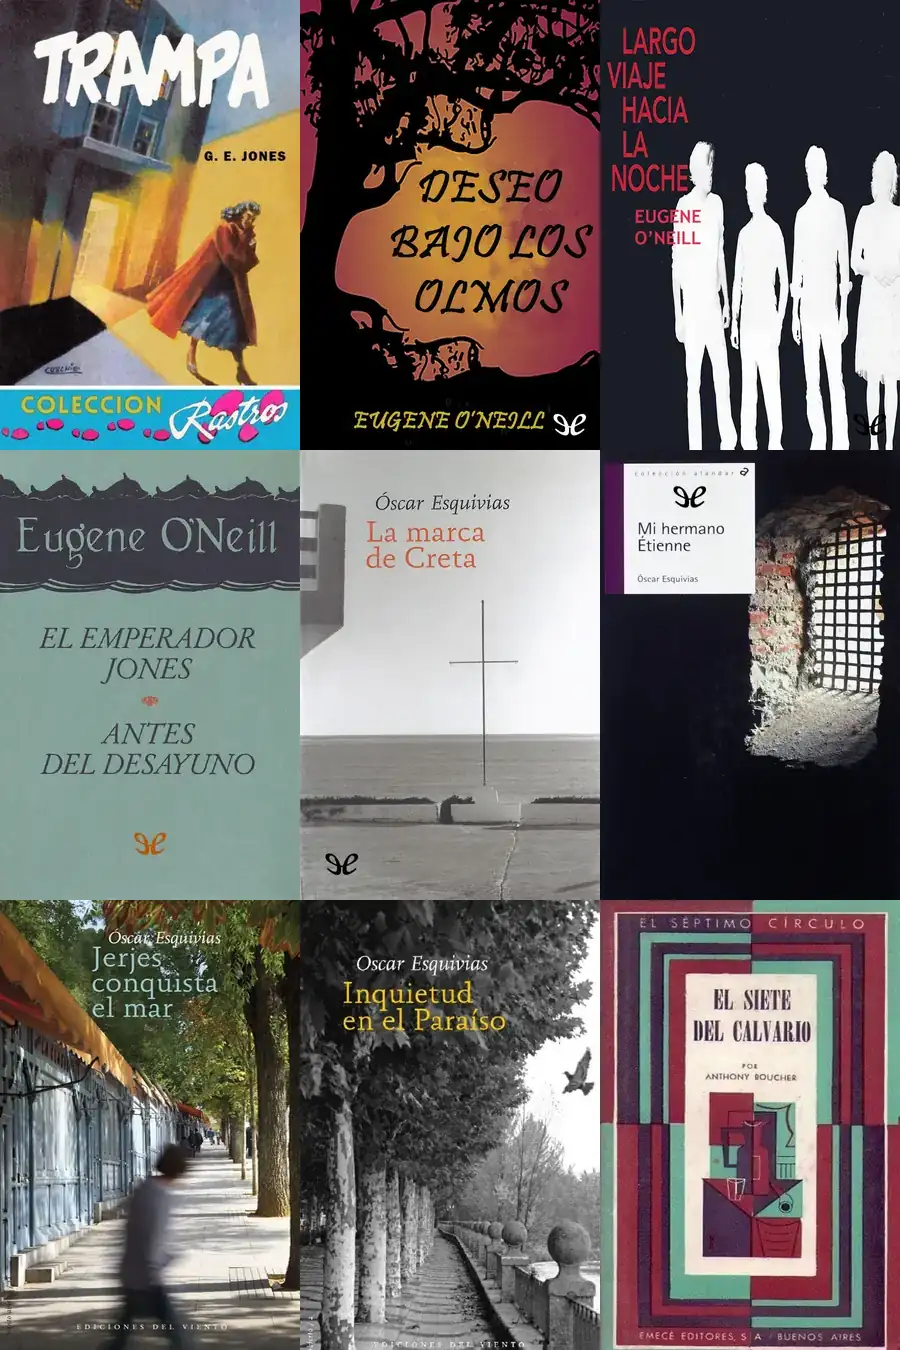 TRAMPA
G. E. JONES
COLECCION
Rastros
DESEO
BAJO LOS
OLMOS
EUGENE O'NEILL
LARGO
VIAJE
HACIA
LA
NOCHE
EUGENE
O'NEILL
Eugene O'Neill
EL EMPERADOR
JONES
ANTES
DEL DESAYUNO
Óscar Esquivias
La marca
de Creta
colección alandar a
Mi hermano
Étienne
Óscar Esquivias
Óscar Esquivias
Jerjes
conquista
el mar
EDICIONES DEL VIENTO
Oscar Esquivias
Inquietud
en el Paraíso
EDICIONES DEL VIENTO
EL SÉPTIMO CÍRCULO
EL SIETE
DEL CALVARIO
POR
ANTHONY BOUCHER
EMECÉ EDITORES, S. A. / BUENOS AIRES